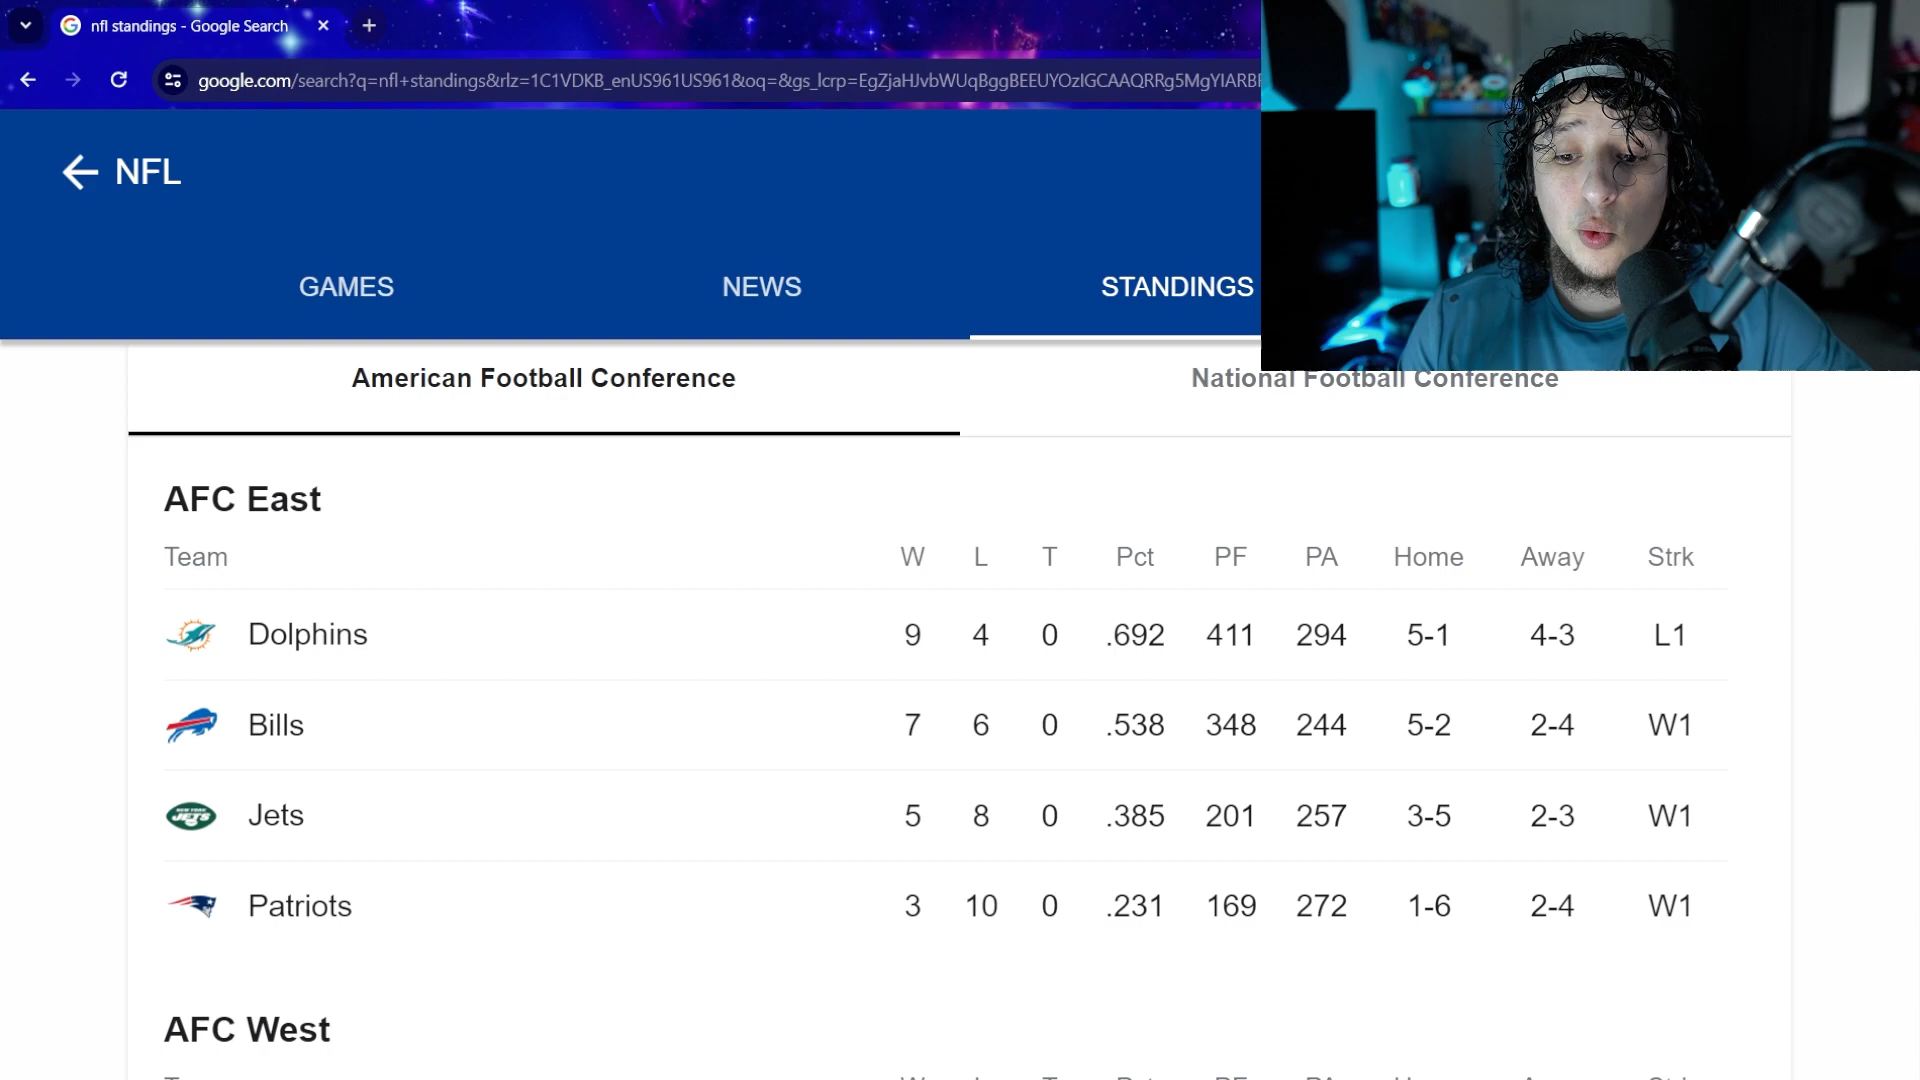 nfl standings - Google Search
google.com/search?q=nfl+standings&rlz=1C1VDKB_enUS961US961&oq=&gs_lcrp=EgZjaHJvbWUqBggBEEUYOzIGCAAQRRg5MgYIARBF
NFL
GAMES NEWS STANDINGS
American Football Conference National Football Conference
AFC East
Team W L T Pct PF PA Home Away Strk
Dolphins 9 4 0 .692 411 294 5-1 4-3 L1
Bills 7 6 0 .538 348 244 5-2 2-4 W1
NEW YORK
JETS
Jets 5 8 0 .385 201 257 3-5 2-3 W1
Patriots 3 10 0 .231 169 272 1-6 2-4 W1
AFC West